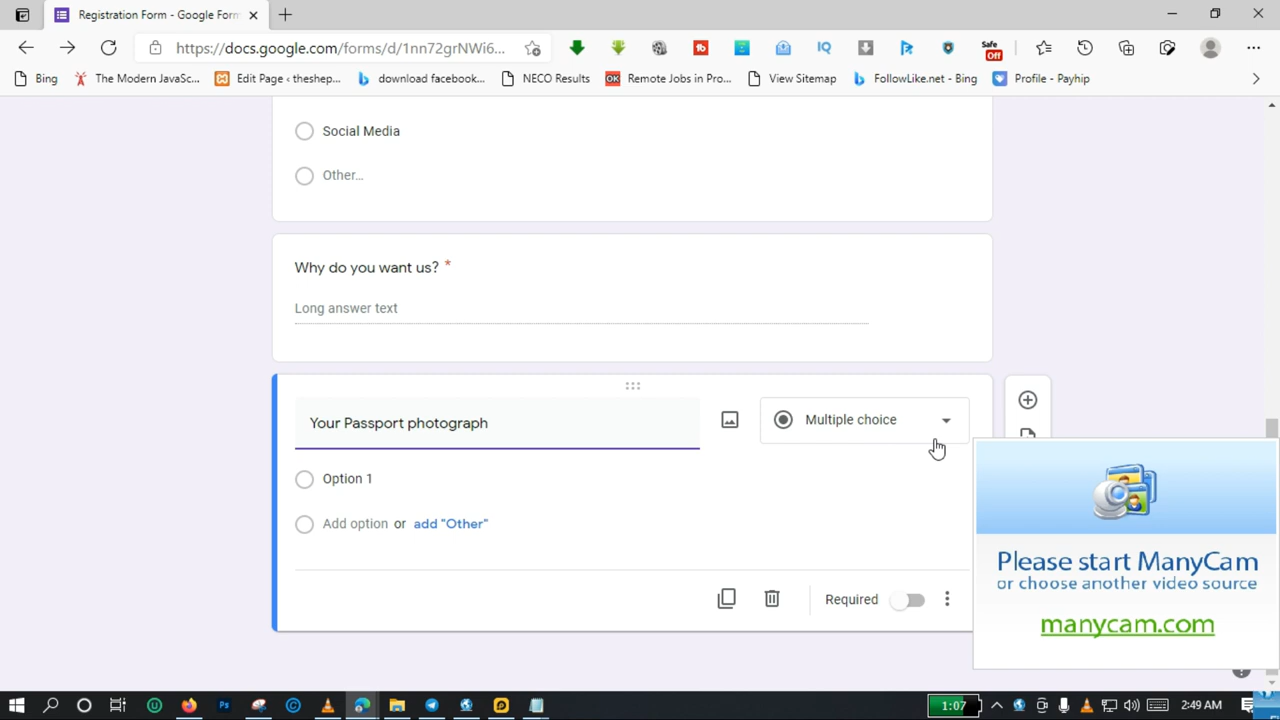 Registration Form - Google Form
https://docs.google.com/forms/d/1nn72grNWi6...
Safe
Off
Bing
The Modern JavaSc...
Edit Page ‹ theshep...
download facebook...
NECO Results
OK
Remote Jobs in Pro...
View Sitemap
FollowLike.net - Bing
Profile - Payhip
Social Media
Other...
Why do you want us? *
Long answer text
Your Passport photograph
Multiple choice
Option 1
Add option or add "Other"
Required
Please start ManyCam
or choose another video source
manycam.com
1:07
2:49 AM